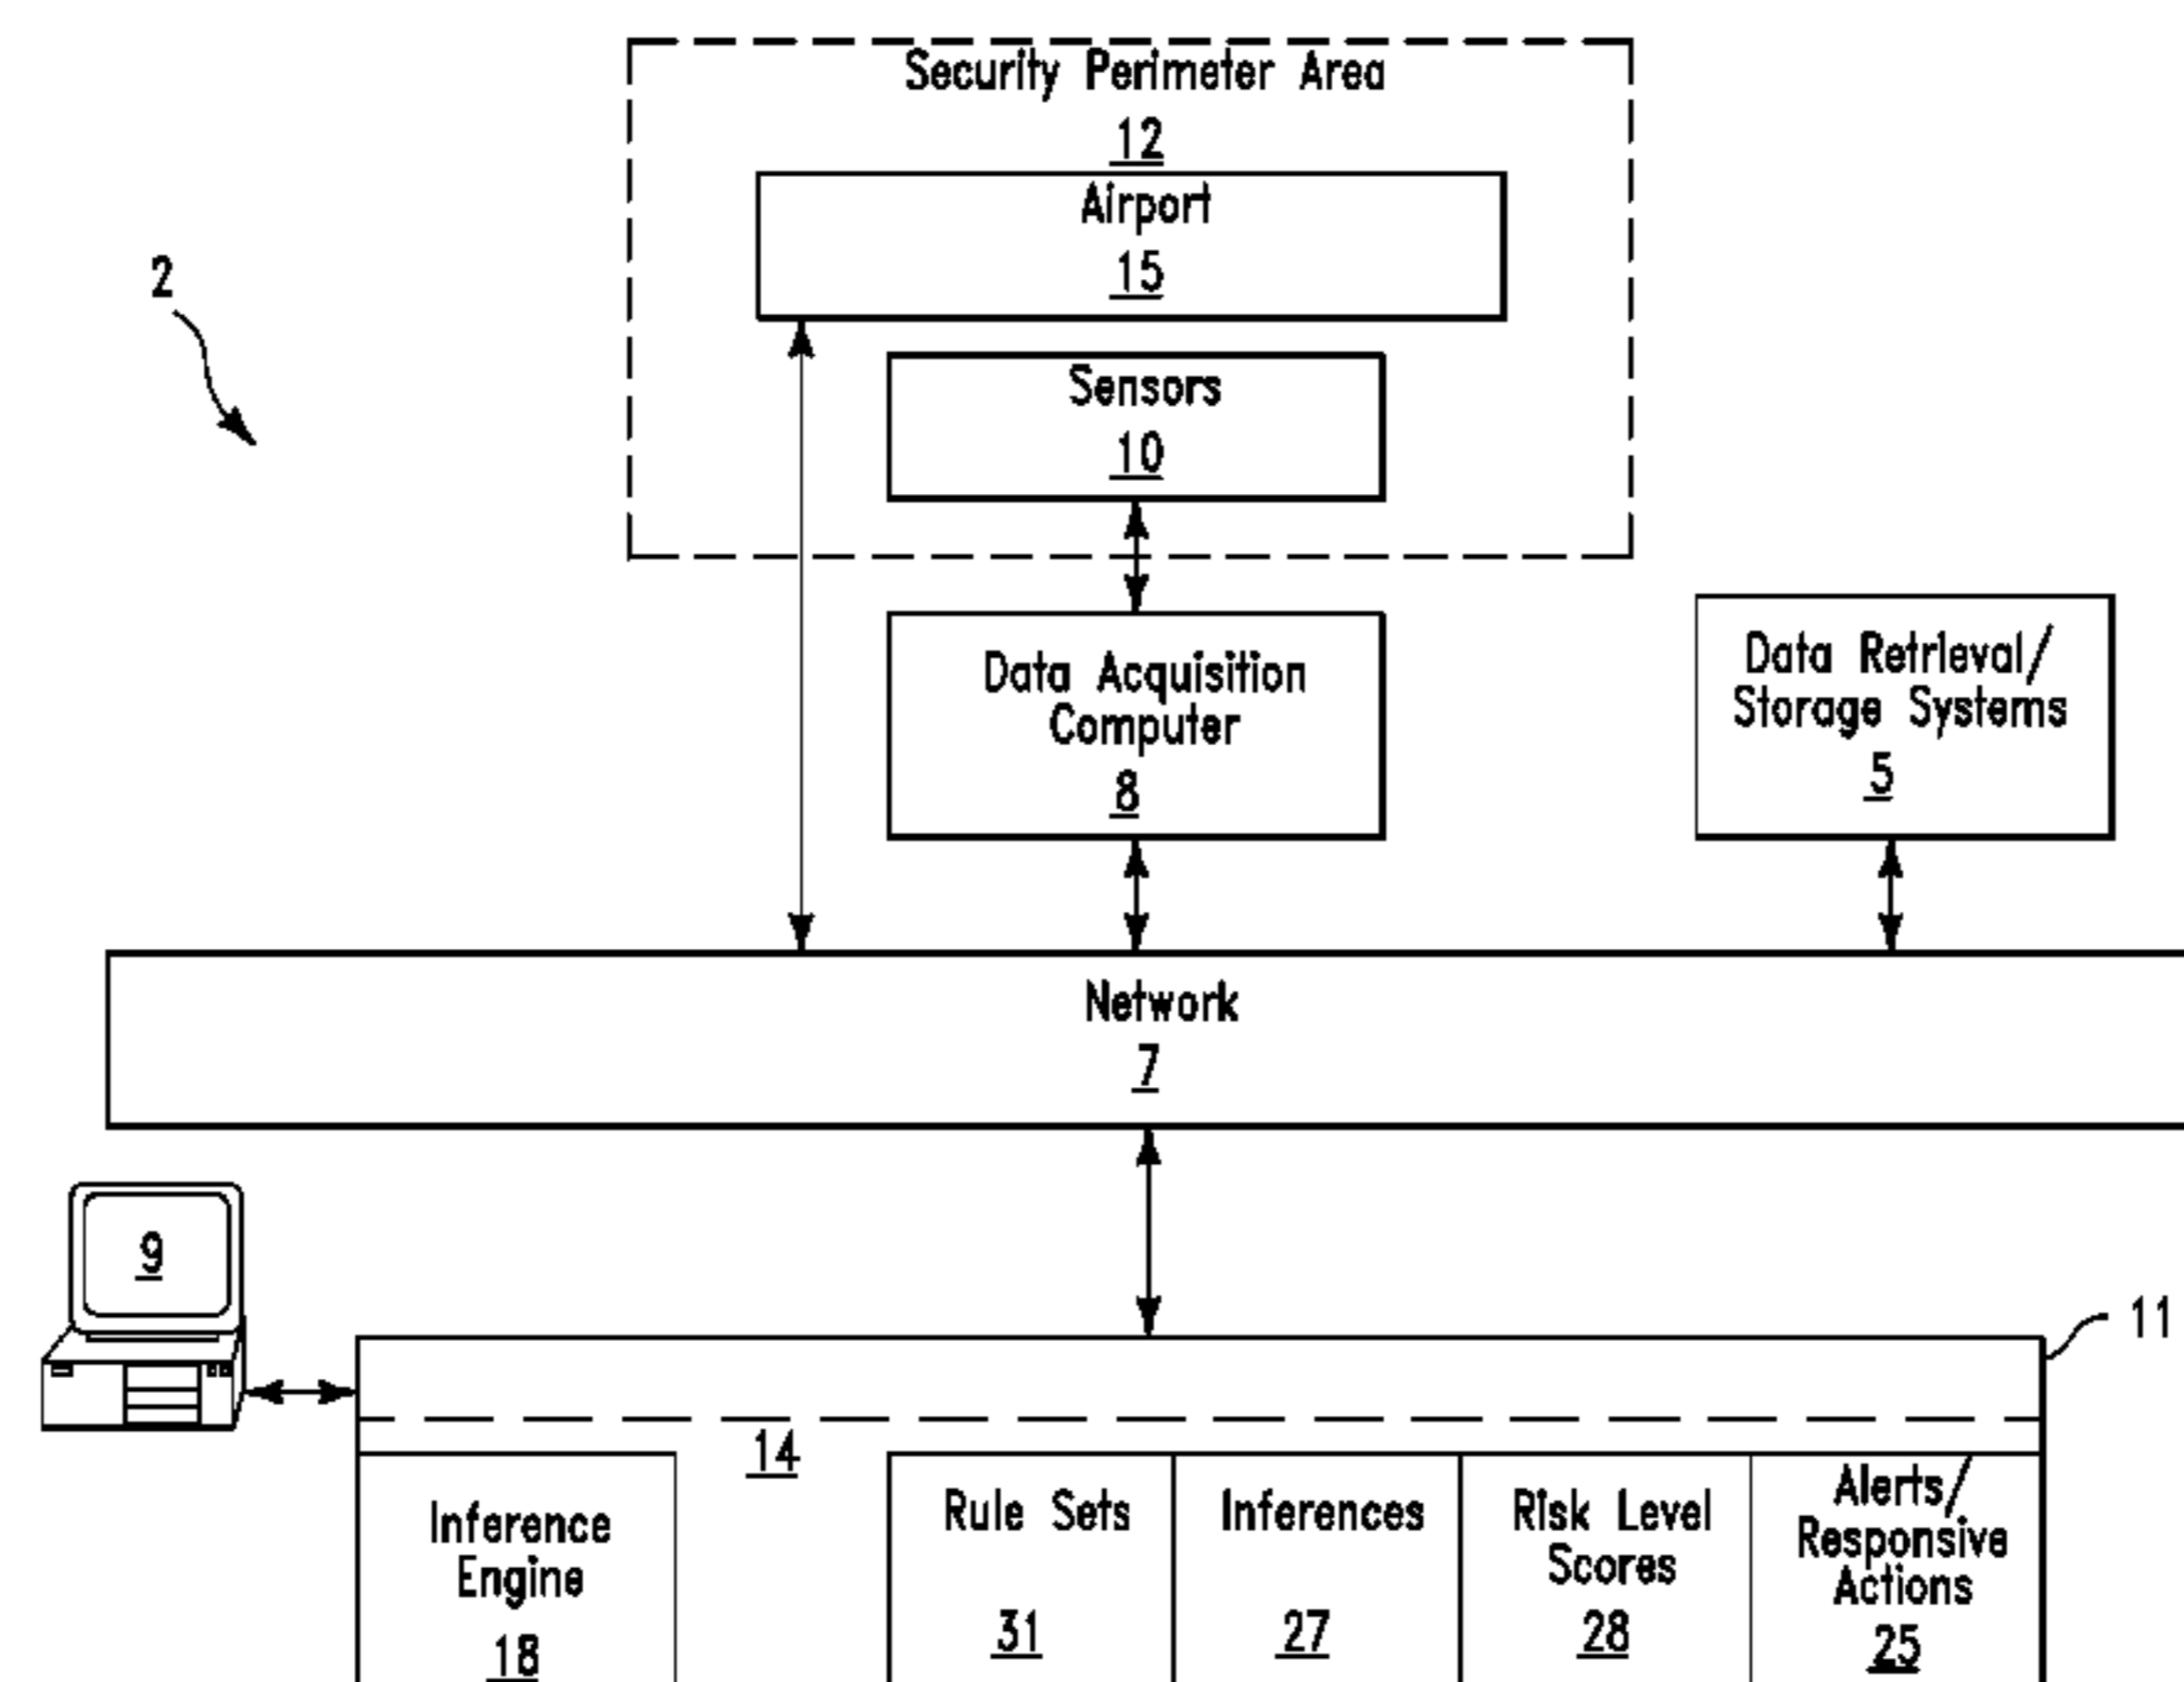 Security Perimeter Area
12
Airport
15
2
Sensors
10
Data Acquisition
Computer
8
Data Retrieval/
Storage Systems
5
Network
7
9
11
14
Inference
Engine
18
Rule Sets
31
Inferences
27
Risk Level
Scores
28
Alerts/
Responsive
Actions
25